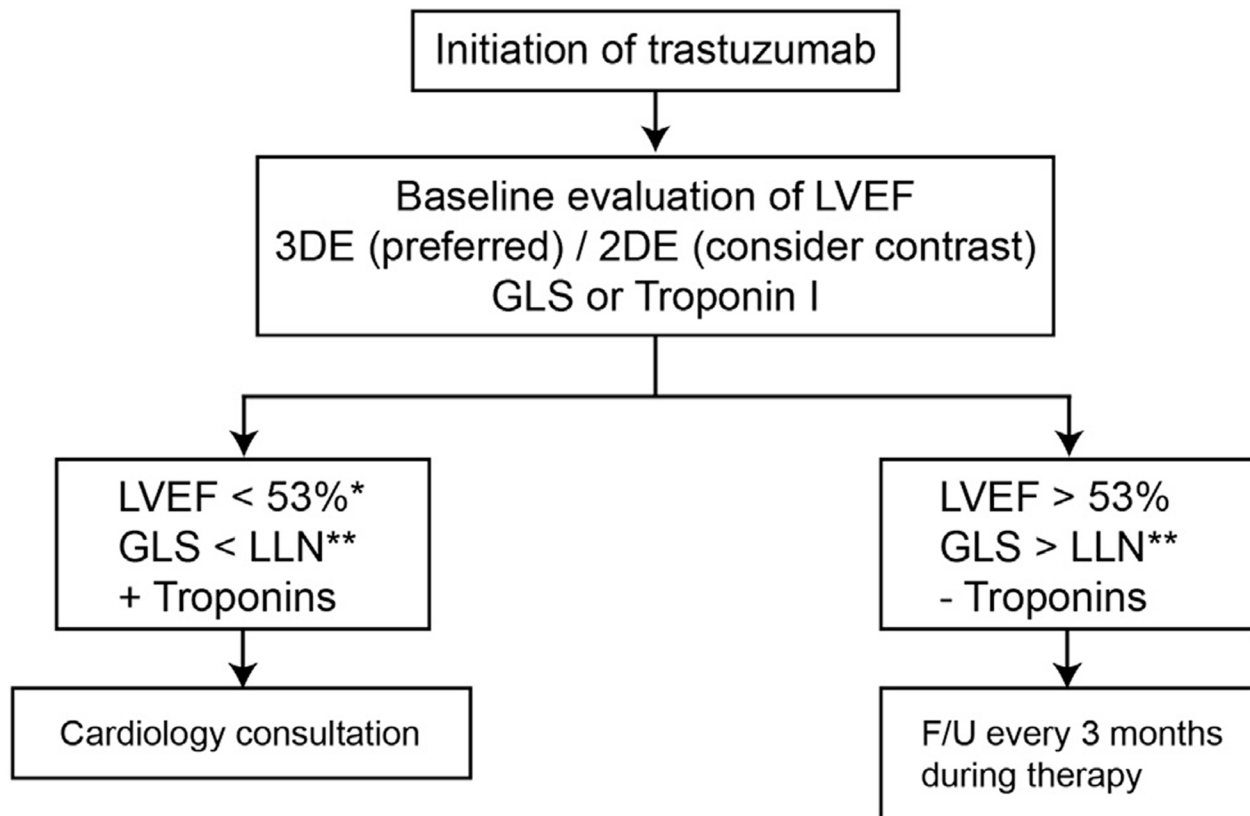 Initiation of trastuzumab
Baseline evaluation of LVEF
3DE (preferred) / 2DE (consider contrast)
GLS or Troponin I
LVEF < 53%*
GLS < LLN**
+ Troponins
LVEF > 53%
GLS > LLN**
- Troponins
Cardiology consultation
F/U every 3 months
during therapy